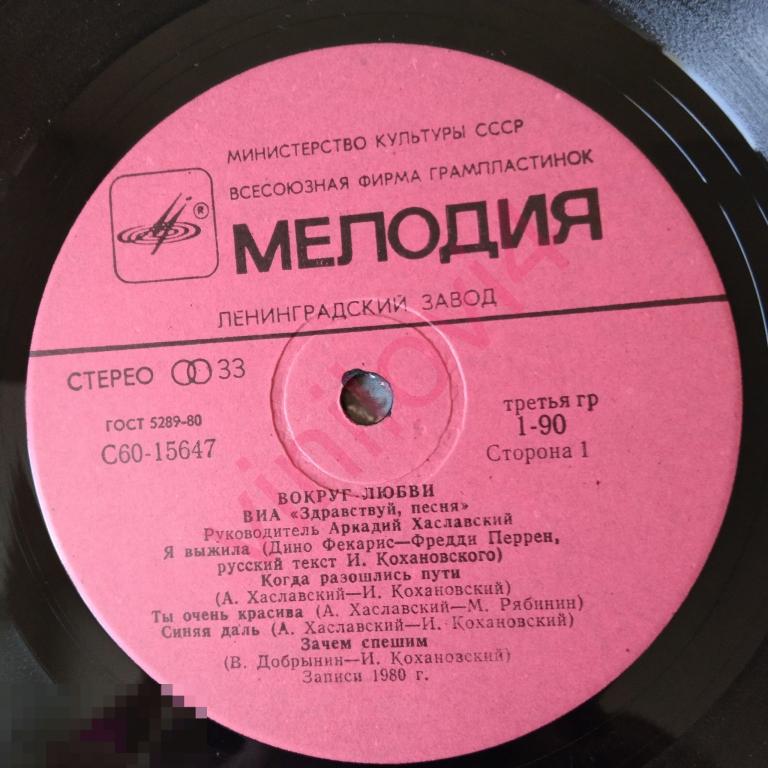 МИНИСТЕРСТВО КУЛЬТУРЫ СССР
ВСЕСОЮЗНАЯ ФИРМА ГРАМПЛАСТИНОК
®
МЕЛОДИЯ
ЛЕНИНГРАДСКИЙ ЗАВОД
СТЕРЕО 33
ГОСТ 5289-80
С60-15647
третья гр
1-90
Сторона 1
ВОКРУГ ЛЮБВИ
ВИА «Здравствуй, песня»
Руководитель Аркадий Хаславский
Я выжила (Дино Фекарис—Фредди Перрен,
русский текст И. Кохановского)
Когда разошлись пути
(А. Хаславский—И. Кохановский)
Ты очень красива (А. Хаславский—М. Рябинин)
Синяя даль (А. Хаславский—И. Кохановский)
Зачем спешим
(В. Добрынин—И. Кохановский)
Записи 1980 г.